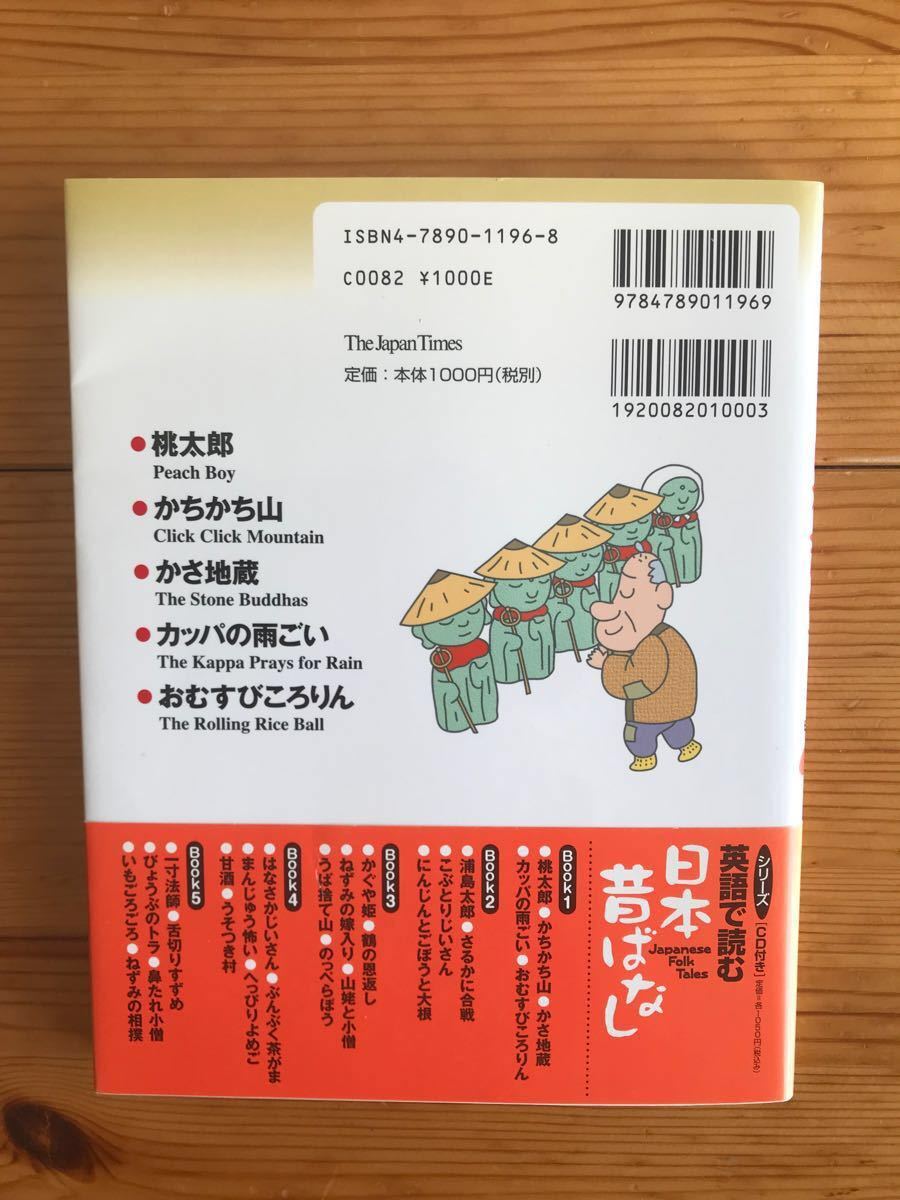 ISBN4-7890-1196-8
C0082 ¥1000E
9784789011969
The Japan Times
定価：本体1000円(税別)
1920082010003
●桃太郎
Peach Boy
●かちかち山
Click Click Mountain
●かさ地蔵
The Stone Buddhas
●カッパの雨ごい
The Kappa Prays for Rain
●おむすびころりん
The Rolling Rice Ball
シリーズ
英語で読む
[CD付き]
定価＝各1050円(税込み)
日本昔ばなし
Japanese
Folk
Tales
Book1
●桃太郎●かちかち山●かさ地蔵
●カッパの雨ごい●おむすびころりん
Book2
●浦島太郎●さるかに合戦
●こぶとりじいさん
●にんじんとごぼうと大根
Book3
●かぐや姫●鶴の恩返し
●ねずみの嫁入り●山姥と小僧
●うば捨て山●のっぺらぼう
Book4
●はなさかじいさん●ぶんぶく茶がま
●まんじゅう怖い●へっぴりよめご
●甘酒●うそつき村
Book5
●一寸法師●舌切りすずめ
●びょうぶのトラ●鼻たれ小僧
●いもごろごろ●ねずみの相撲